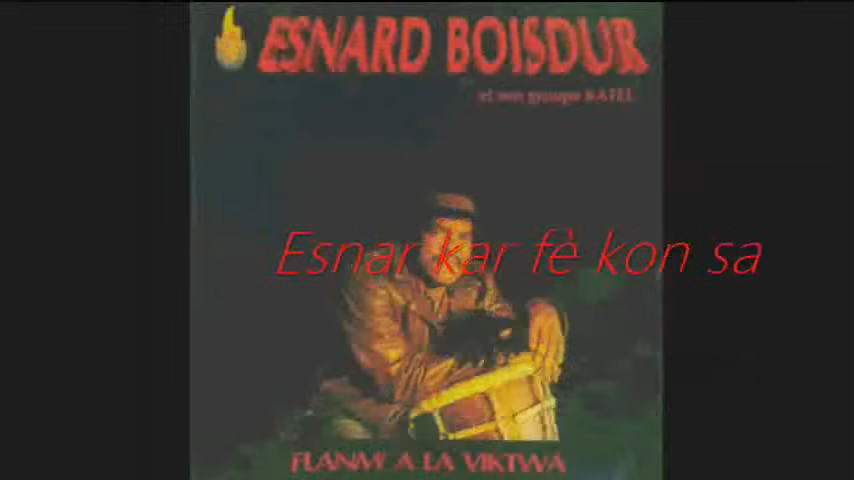 ESNARD BOISDUR
et son groupe KATEL
Esnar kar fè kon sa
FLANM' A LA VIKTWA